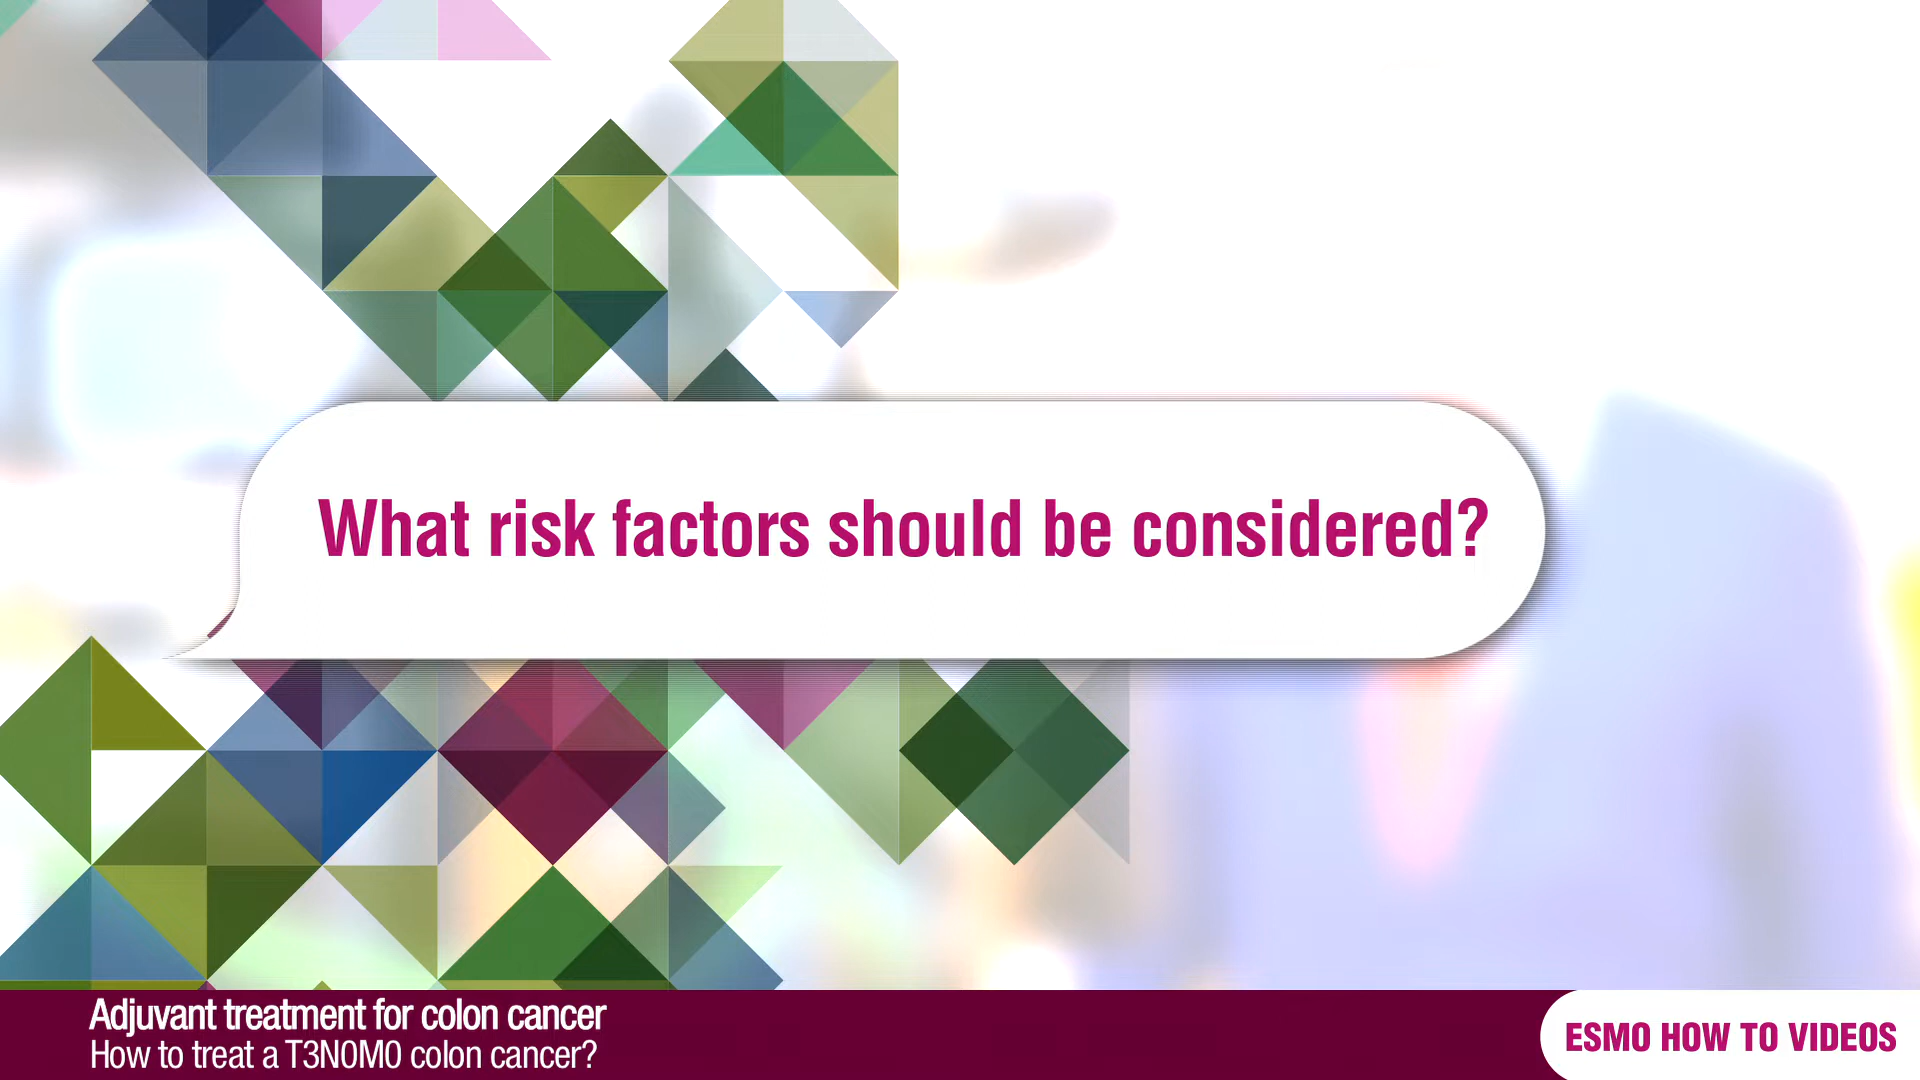 What risk factors should be considered?
Adjuvant treatment for colon cancer
How to treat a T3N0M0 colon cancer?
ESMO HOW TO VIDEOS